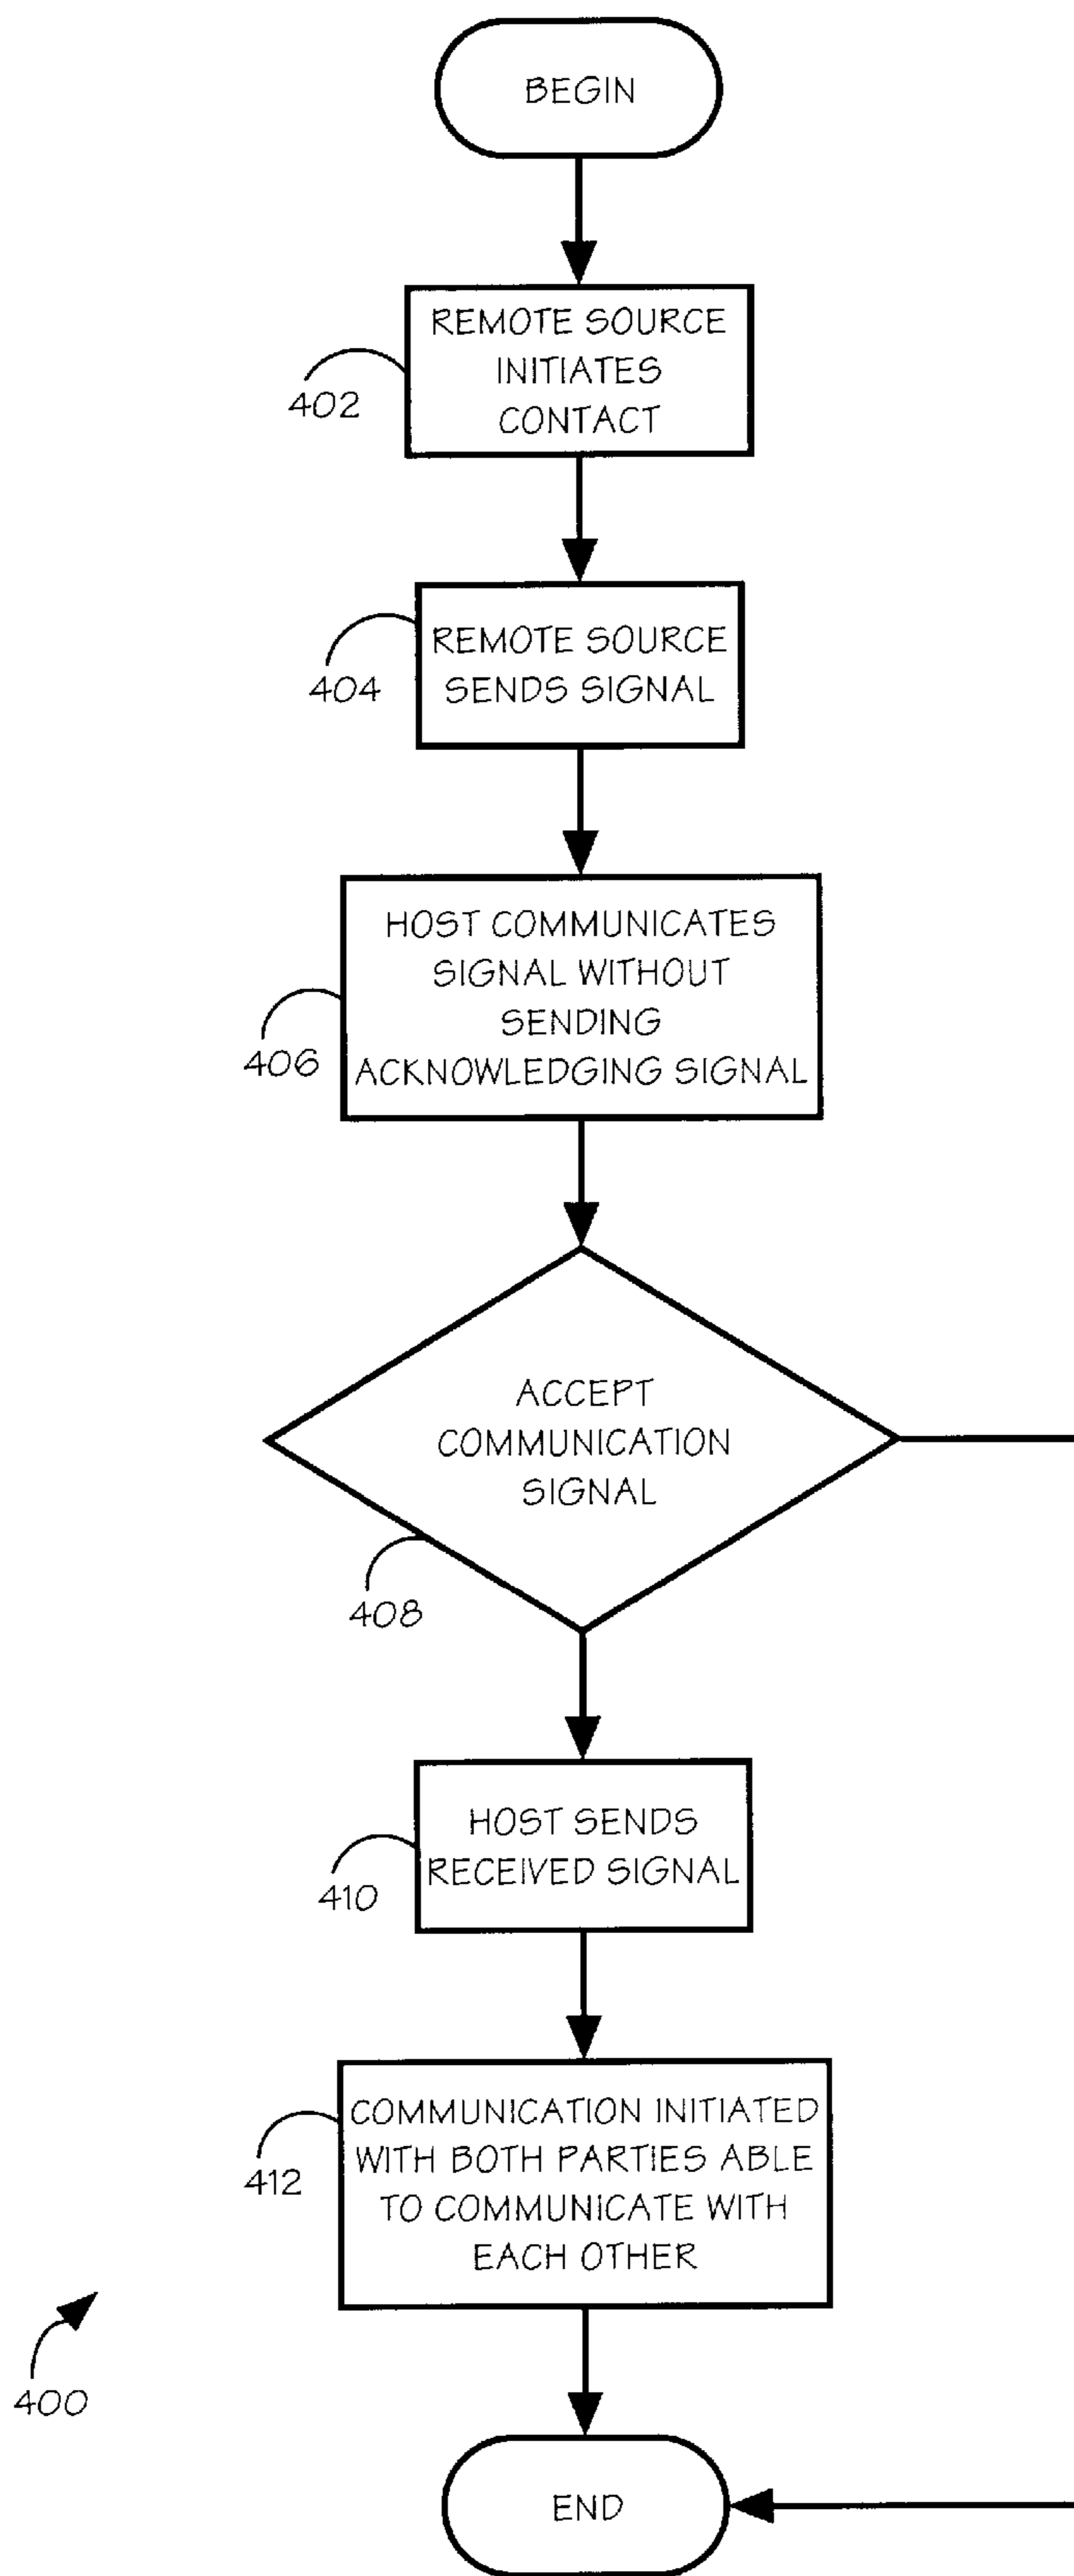 BEGIN
REMOTE SOURCE
INITIATES
CONTACT
402
REMOTE SOURCE
SENDS SIGNAL
404
HOST COMMUNICATES
SIGNAL WITHOUT
SENDING
ACKNOWLEDGING SIGNAL
406
ACCEPT
COMMUNICATION
SIGNAL
408
HOST SENDS
RECEIVED SIGNAL
410
COMMUNICATION INITIATED
WITH BOTH PARTIES ABLE
TO COMMUNICATE WITH
EACH OTHER
412
400
END